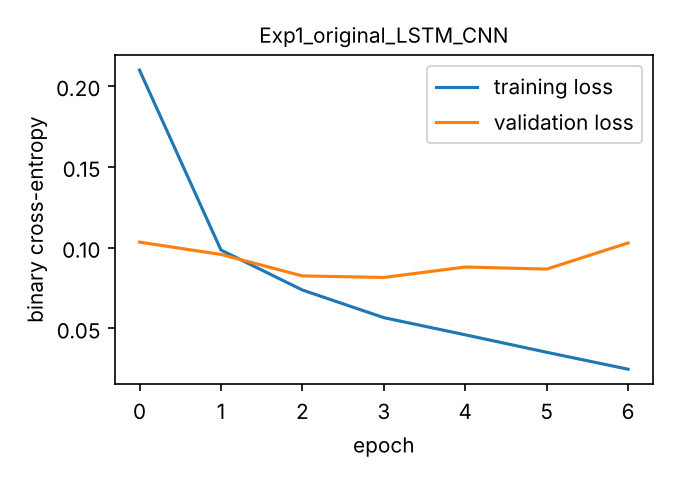 Exp1_original_LSTM_CNN
training loss
validation loss
binary cross-entropy
0.20
0.15
0.10
0.05
0 1 2 3 4 5 6
epoch